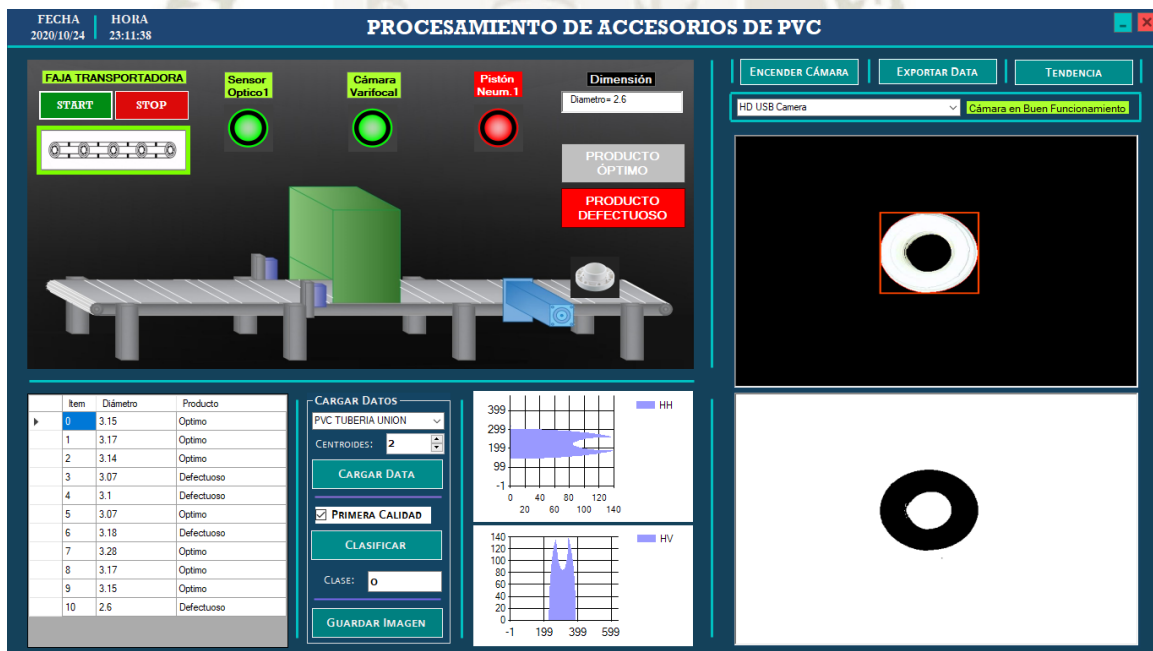 FECHA
2020/10/24
HORA
23:11:38
PROCESAMIENTO DE ACCESORIOS DE PVC
FAJA TRANSPORTADORA
START
STOP
Sensor
Optico1
Cámara
Varifocal
Pistón
Neum.1
Dimensión
Diametro= 2.6
PRODUCTO
ÓPTIMO
PRODUCTO
DEFECTUOSO
ENCENDER CÁMARA
EXPORTAR DATA
TENDENCIA
HD USB Camera
Cámara en Buen Funcionamiento
Item Diámetro Producto
0 3.15 Optimo
1 3.17 Optimo
2 3.14 Optimo
3 3.07 Defectuoso
4 3.1 Defectuoso
5 3.07 Optimo
6 3.18 Defectuoso
7 3.28 Optimo
8 3.17 Optimo
9 3.15 Optimo
10 2.6 Defectuoso
CARGAR DATOS
PVC TUBERIA UNION
CENTROIDES: 2
CARGAR DATA
PRIMERA CALIDAD
CLASIFICAR
CLASE: 0
GUARDAR IMAGEN
HH
399
299
199
99
-1
0 40 80 120
20 60 100 140
HV
140
120
100
80
60
40
20
0
-1 199 399 599